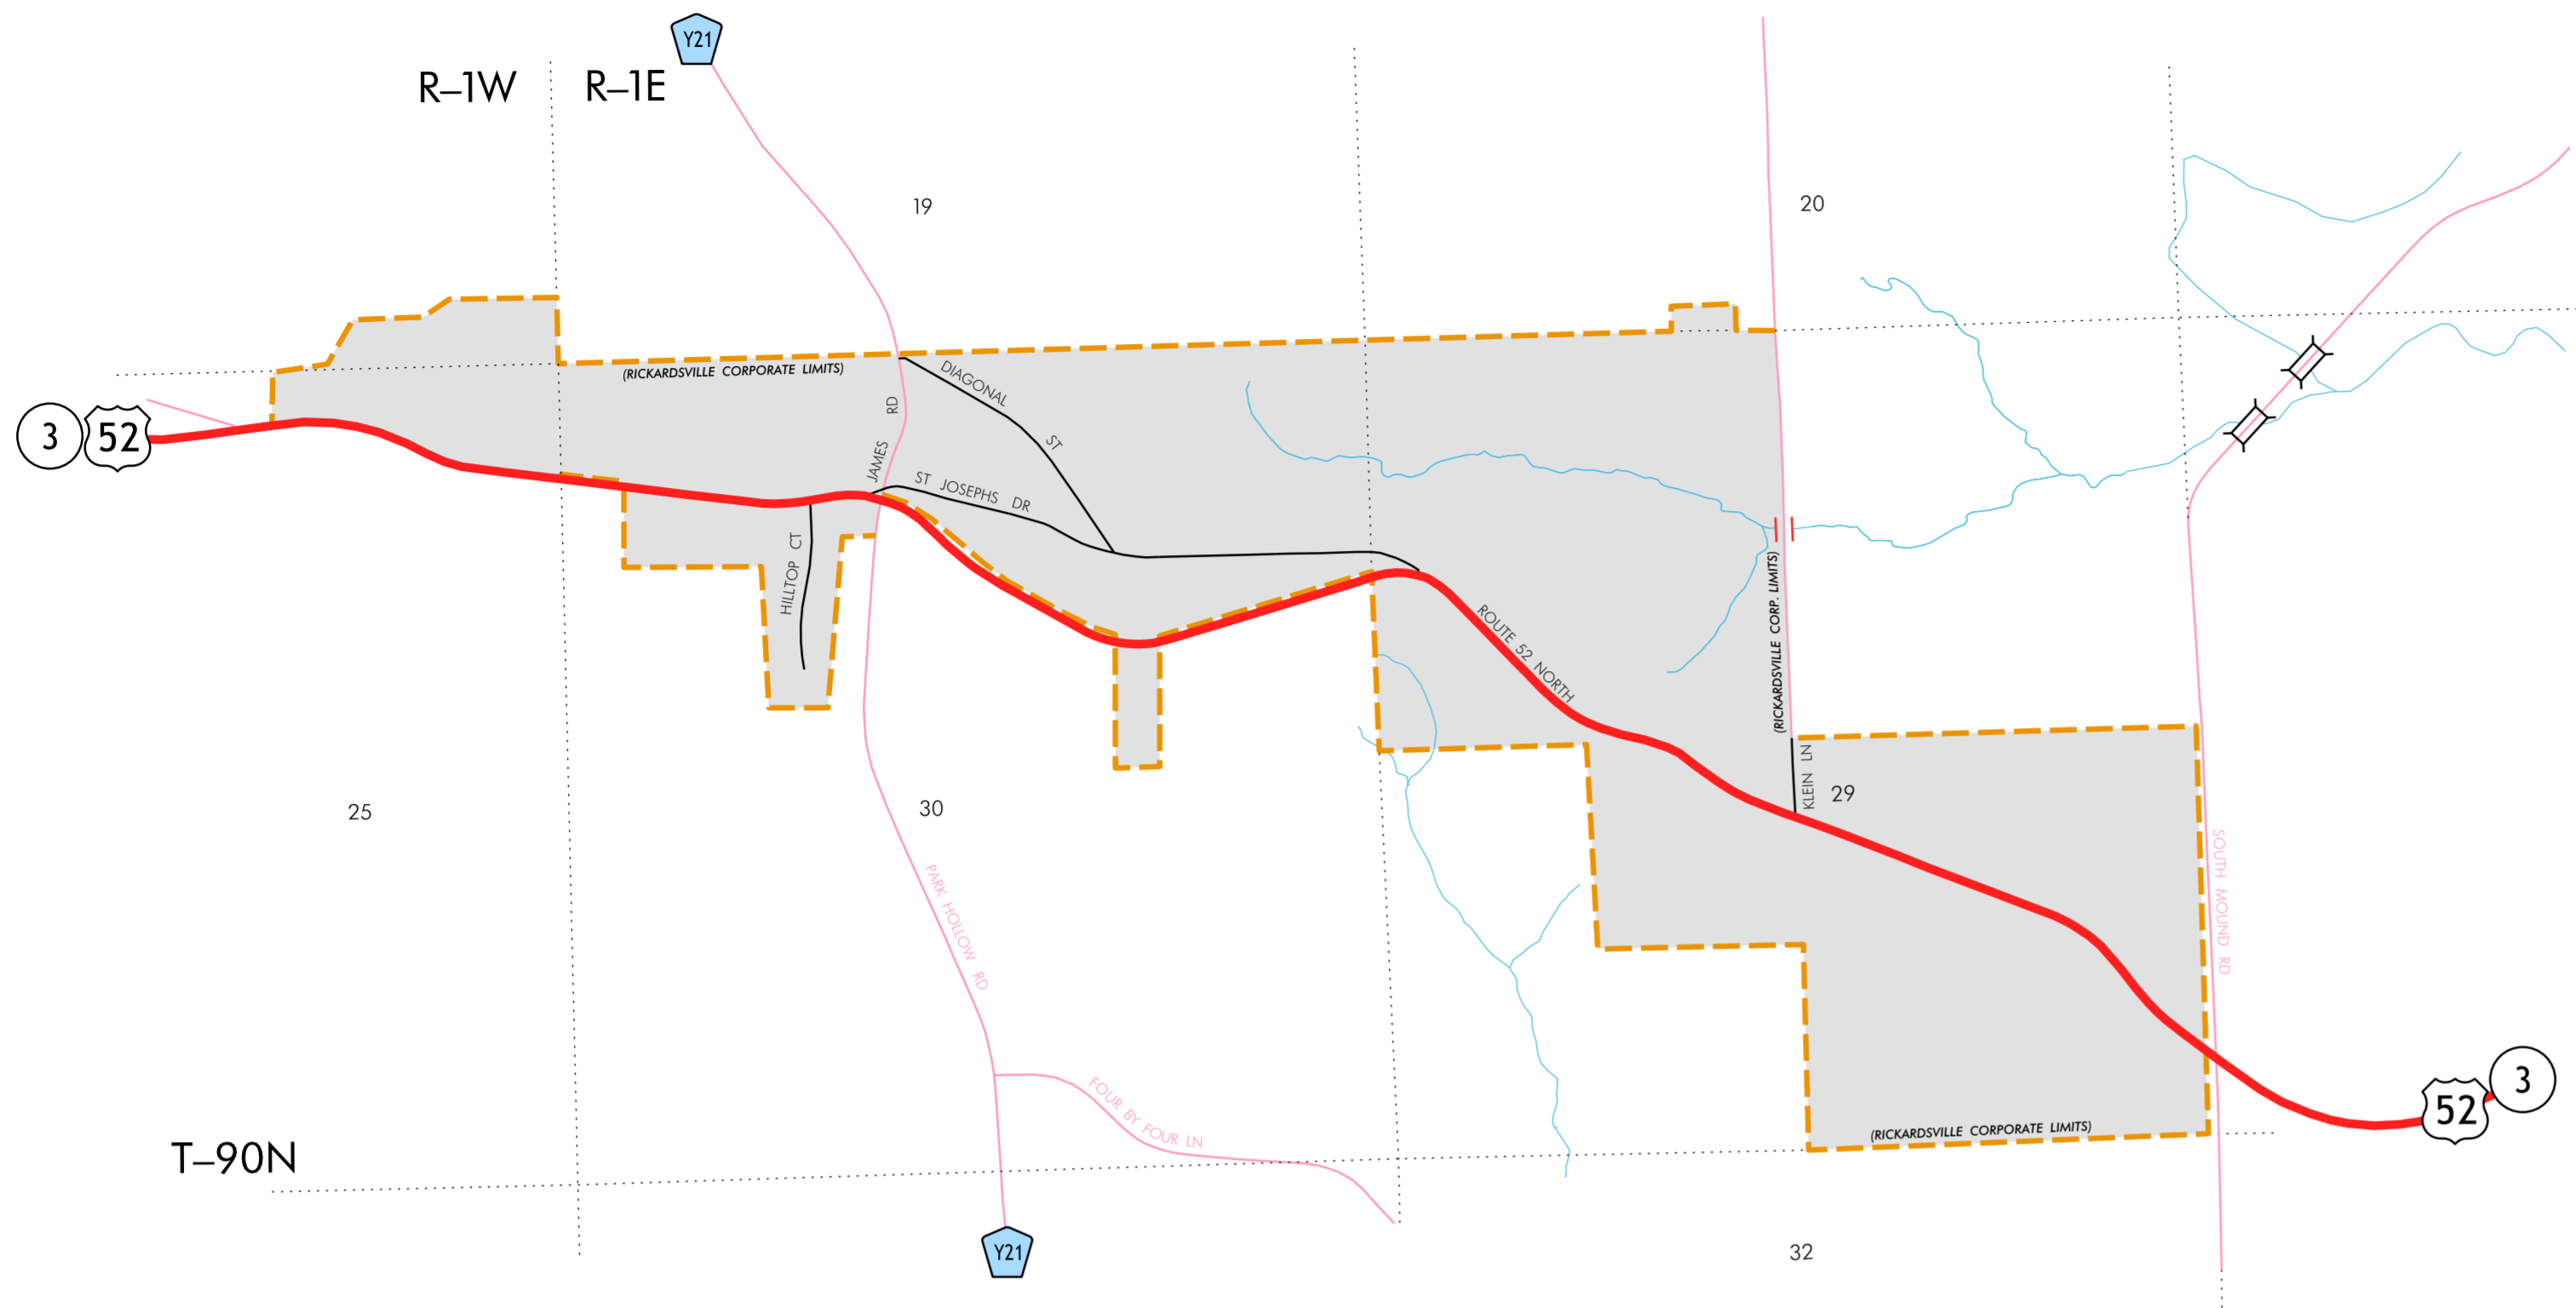 Y21
R–1W
R–1E
19
20
(RICKARDSVILLE CORPORATE LIMITS)
DIAGONAL ST
JAMES RD
3
52
ST JOSEPHS DR
HILLTOP CT
ROUTE 52 NORTH
(RICKARDSVILLE CORP. LIMITS)
KLEIN LN
25
30
29
PARK HOLLOW RD
SOUTH MOUND RD
FOUR BY FOUR LN
3
52
(RICKARDSVILLE CORPORATE LIMITS)
T–90N
Y21
32